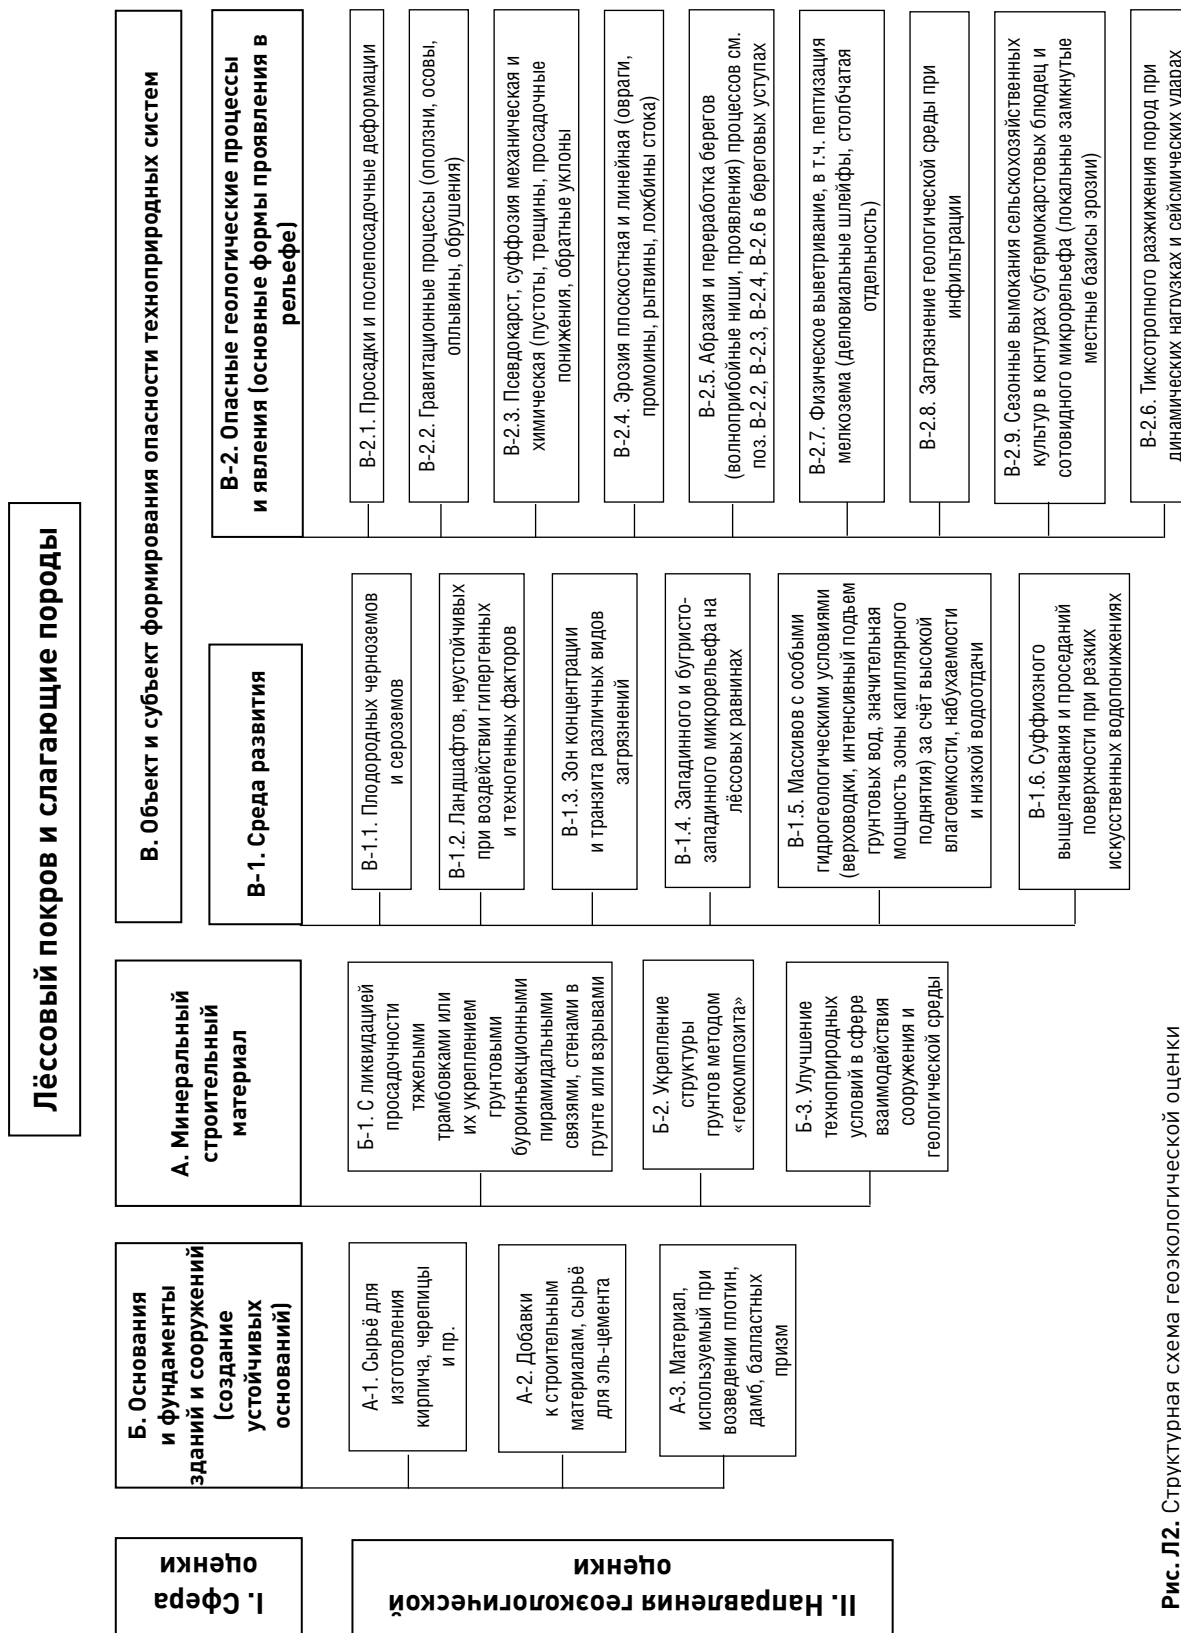 Лёссовый покров и слагающие породы
I. Сфера
оценки
Б. Основания
и фундаменты
зданий и сооружений
(создание
устойчивых
оснований)
А. Минеральный
строительный
материал
В. Объект и субъект формирования опасности техноприродных систем
В-1. Среда развития
В-2. Опасные геологические процессы
и явления (основные формы проявления в
рельефе)
II. Направления геоэкологической
оценки
А-1. Сырьё для
изготовления
кирпича, черепицы
и пр.
А-2. Добавки
к строительным
материалам, сырьё
для эль-цемента
А-3. Материал,
используемый при
возведении плотин,
дамб, балластных
призм
Б-1. С ликвидацией
просадочности
тяжелыми
трамбовками или
их укреплением
грунтовыми
буроинъекционными
пирамидальными
связями, стенами в
грунте или взрывами
Б-2. Укрепление
структуры
грунтов методом
«геокомпозита»
Б-3. Улучшение
техноприродных
условий в сфере
взаимодействия
сооружения и
геологической среды
В-1.1. Плодородных черноземов
и сероземов
В-1.2. Ландшафтов, неустойчивых
при воздействии гипергенных
и техногенных факторов
В-1.3. Зон концентрации
и транзита различных видов
загрязнений
В-1.4. Западинного и бугристо-
западинного микрорельефа на
лёссовых равнинах
В-1.5. Массивов с особыми
гидрогеологическими условиями
(верховодки, интенсивный подъем
грунтовых вод, значительная
мощность зоны капиллярного
поднятия) за счёт высокой
влагоемкости, набухаемости
и низкой водоотдачи
В-1.6. Суффиозного
выщелачивания и проседаний
поверхности при резких
искусственных водопонижениях
В-2.1. Просадки и послепосадочные деформации
В-2.2. Гравитационные процессы (оползни, осовы,
оплывины, обрушения)
В-2.3. Псевдокарст, суффозия механическая и
химическая (пустоты, трещины, просадочные
понижения, обратные уклоны
В-2.4. Эрозия плоскостная и линейная (овраги,
промоины, рытвины, ложбины стока)
В-2.5. Абразия и переработка берегов
(волноприбойные ниши, проявления) процессов см.
поз. В-2.2, В-2.3, В-2.4, В-2.6 в береговых уступах
В-2.7. Физическое выветривание, в т.ч. пептизация
мелкозема (делювиальные шлейфы, столбчатая
отдельность)
В-2.8. Загрязнение геологической среды при
инфильтрации
В-2.9. Сезонные вымокания сельскохозяйственных
культур в контурах субтермокарстовых блюдец и
сотовидного микрорельефа (локальные замкнутые
местные базисы эрозии)
В-2.6. Тиксотропного разжижения пород при
динамических нагрузках и сейсмических ударах
Рис. Л2. Структурная схема геоэкологической оценки